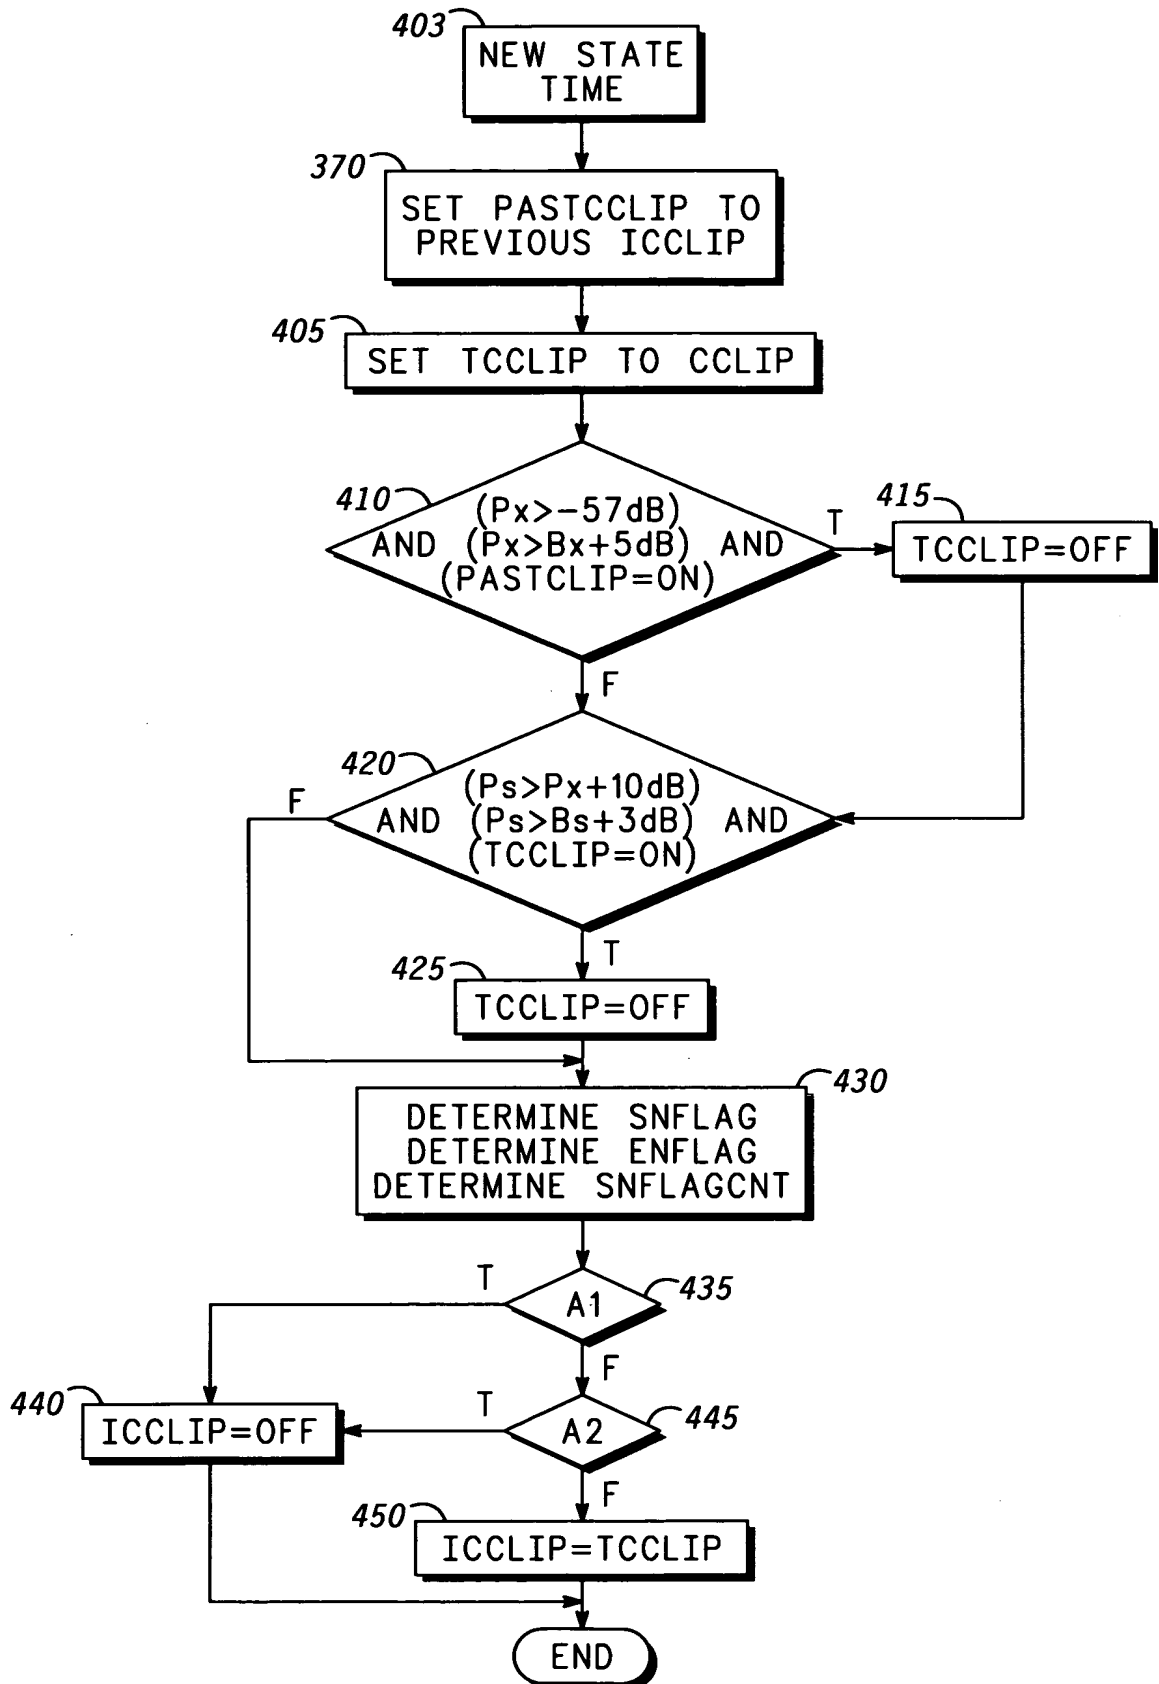 403
NEW STATE
TIME
370
SET PASTCCLIP TO
PREVIOUS ICCLIP
405
SET TCCLIP TO CCLIP
410
(Px>-57dB)
AND (Px>Bx+5dB) AND
(PASTCLIP=ON)
T
415
TCCLIP=OFF
F
420
(Ps>Px+10dB)
AND (Ps>Bs+3dB) AND
(TCCLIP=ON)
F
T
425
TCCLIP=OFF
430
DETERMINE SNFLAG
DETERMINE ENFLAG
DETERMINE SNFLAGCNT
T
A1
435
F
440
ICCLIP=OFF
T
A2
445
F
450
ICCLIP=TCCLIP
END